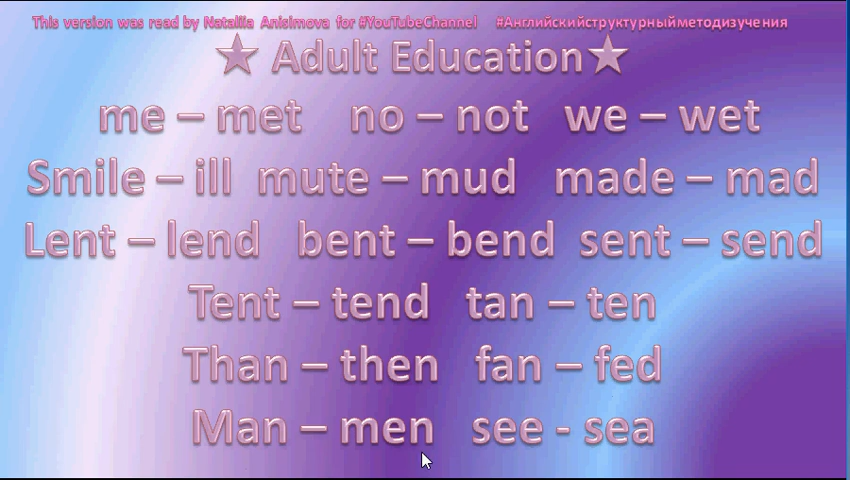 This version was read by Nataliia Anisimova for #YouTubeChannel #Английскийструктурныйметодизучения
★ Adult Education★
me – met no – not we – wet
Smile – ill mute – mud made – mad
Lent – lend bent – bend sent – send
Tent – tend tan – ten
Than – then fan – fed
Man – men see - sea